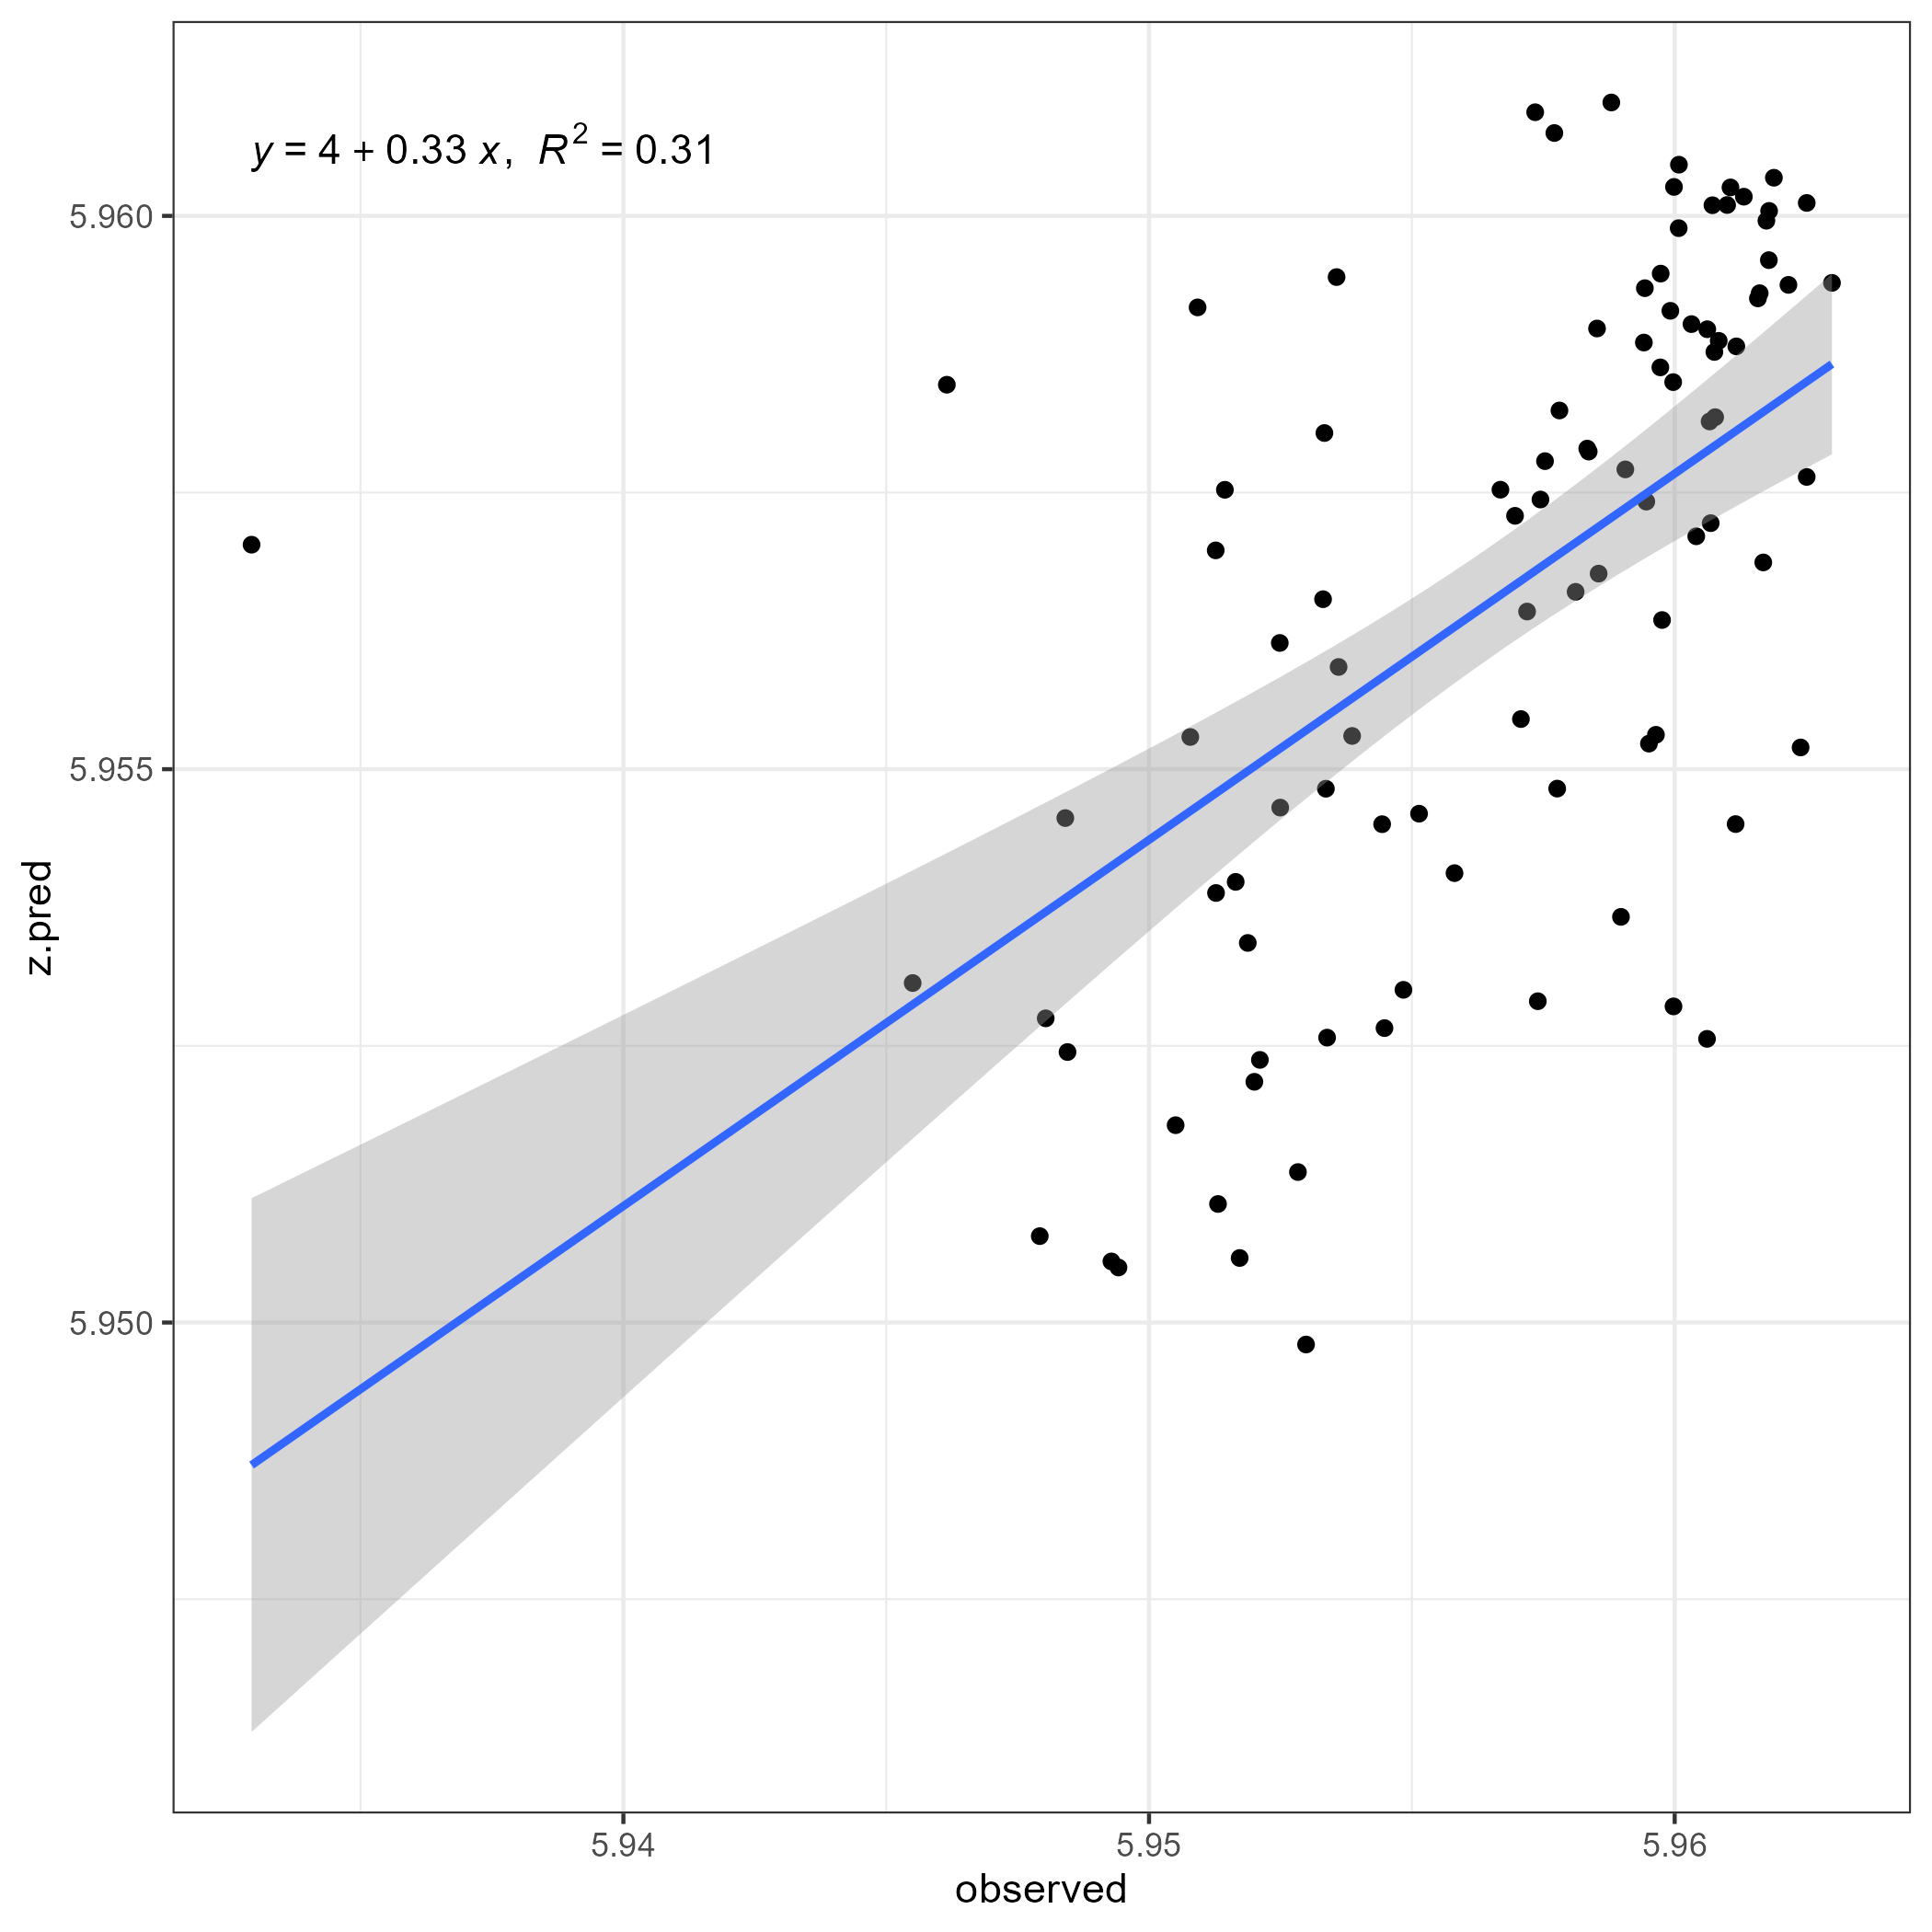 y = 4 + 0.33 x, R² = 0.31
5.960
5.955
5.950
z.pred
5.94 5.95 5.96
observed